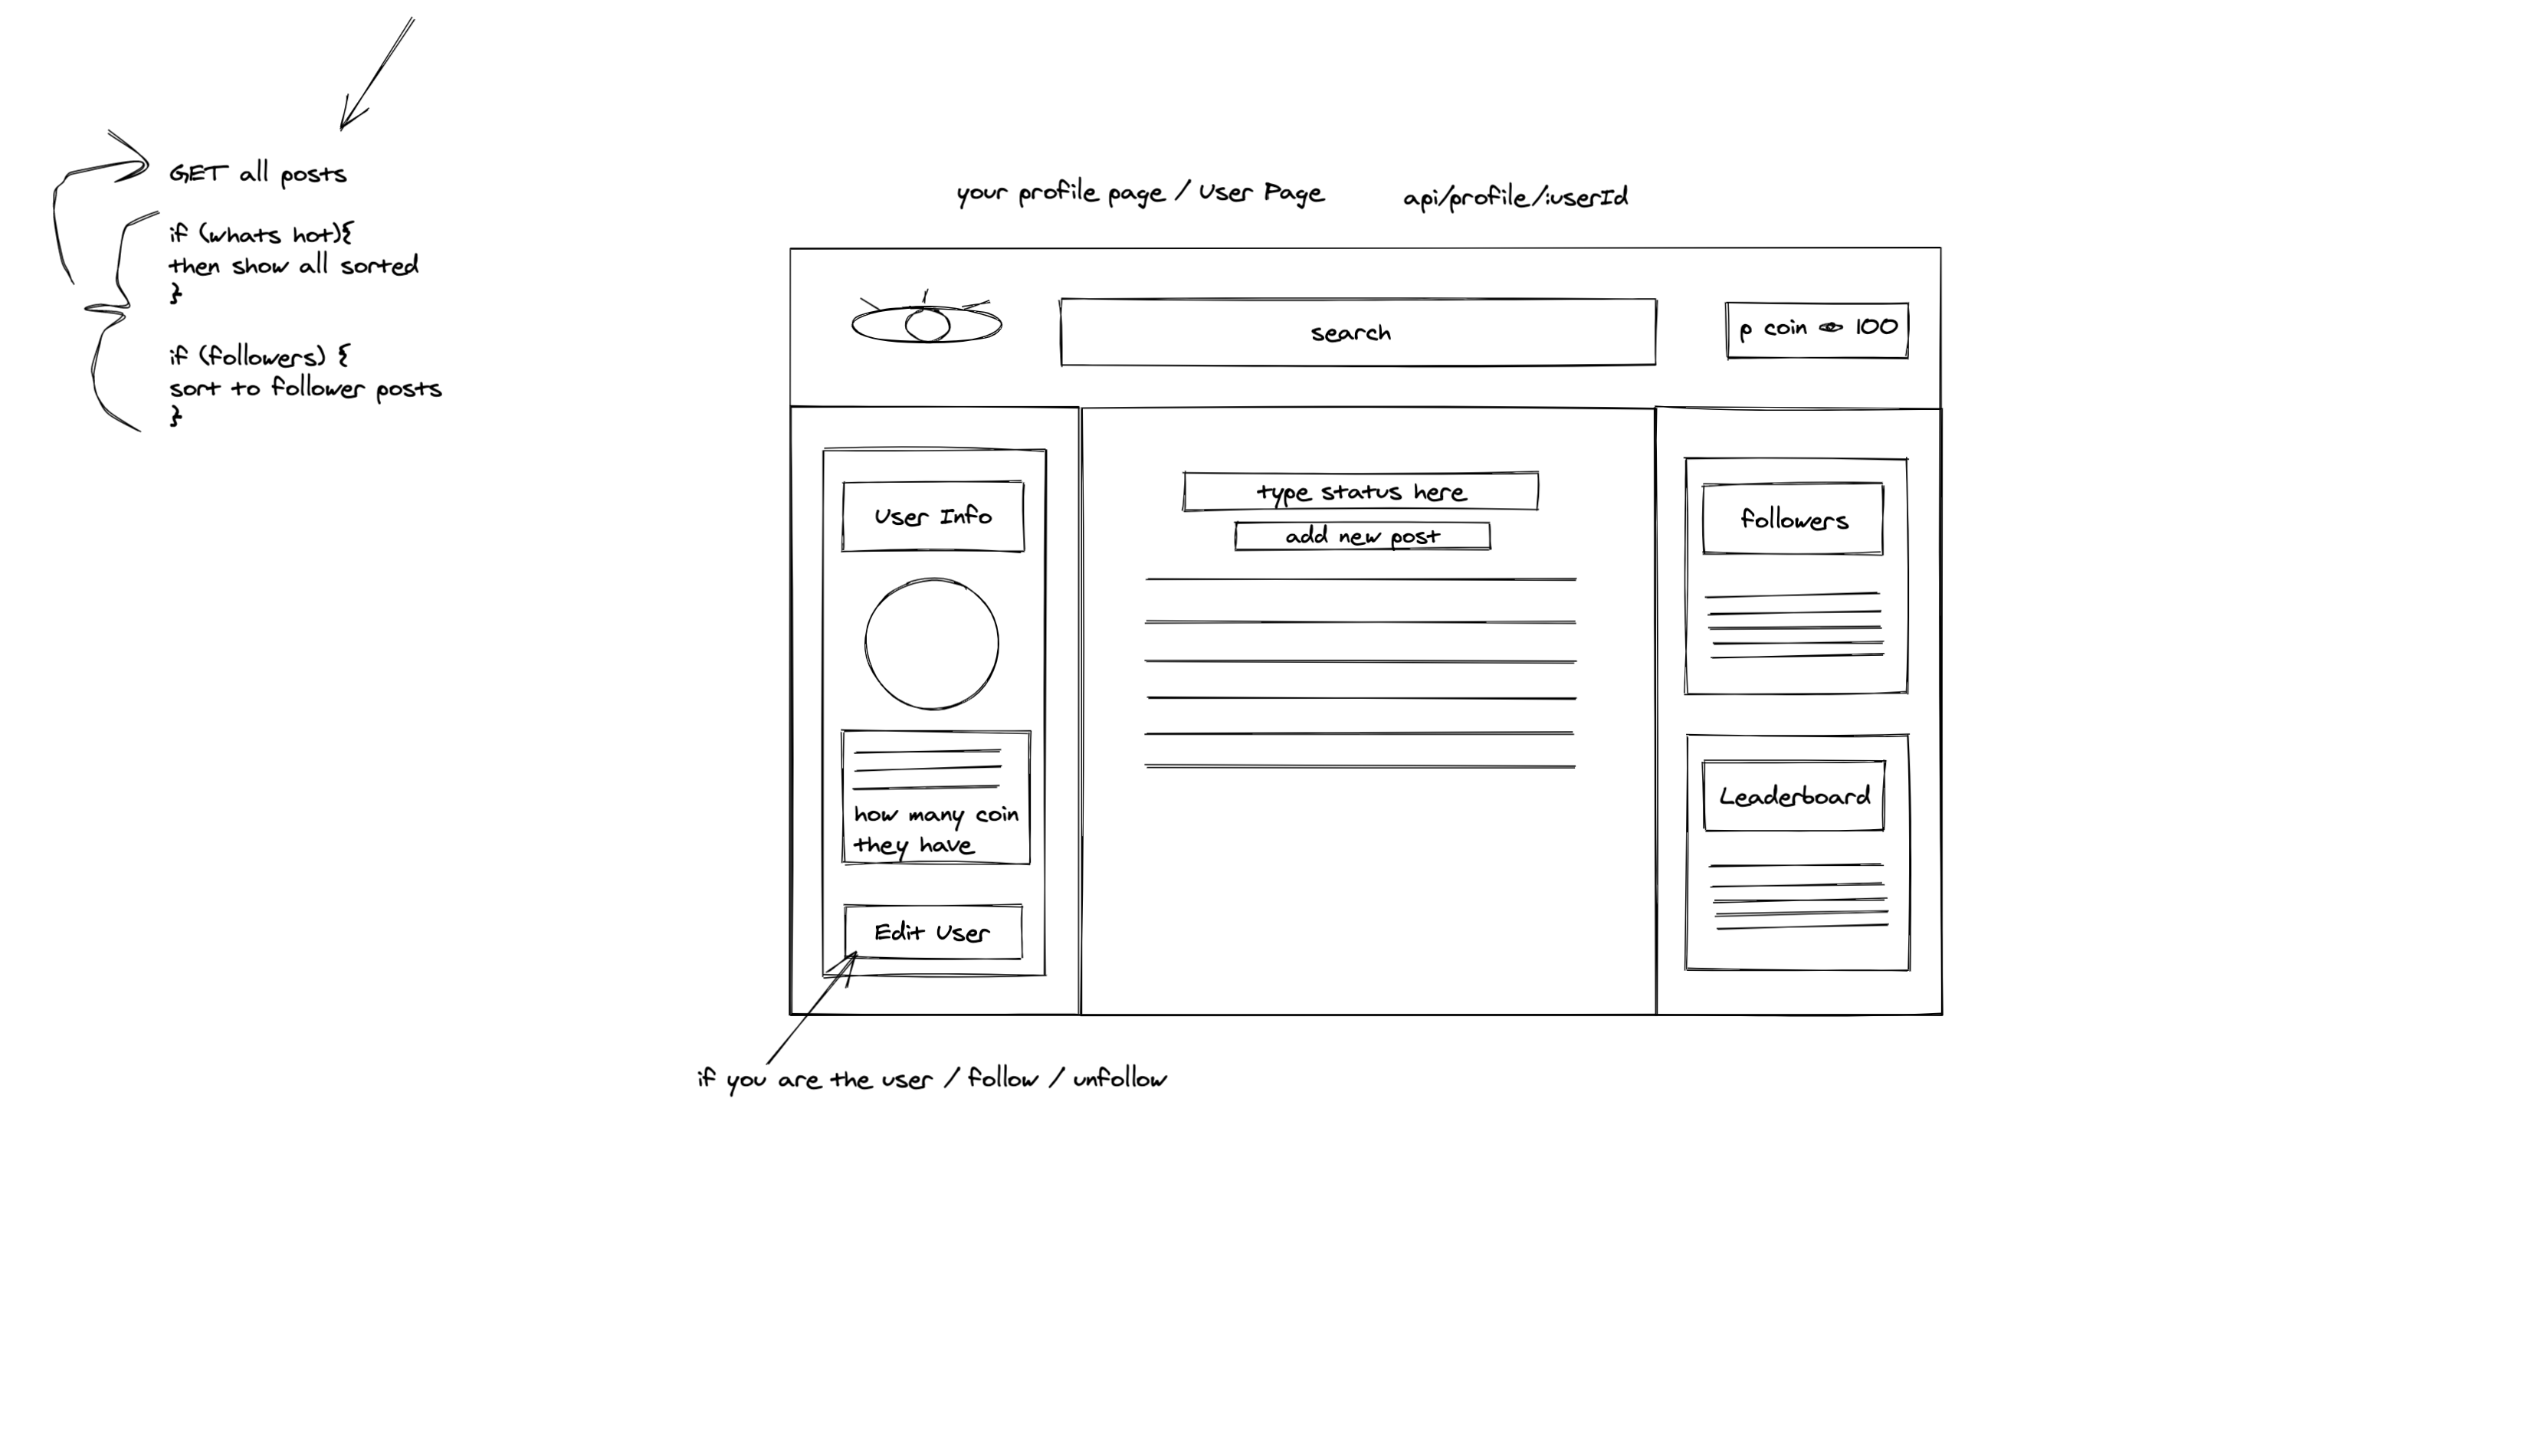 GET all posts
if (whats hot){
then show all sorted
}
if (followers) {
sort to follower posts
}
your profile page / User Page
api/profile/:userId
search
p coin 100
User Info
how many coin
they have
Edit User
type status here
add new post
followers
Leaderboard
if you are the user / follow / unfollow